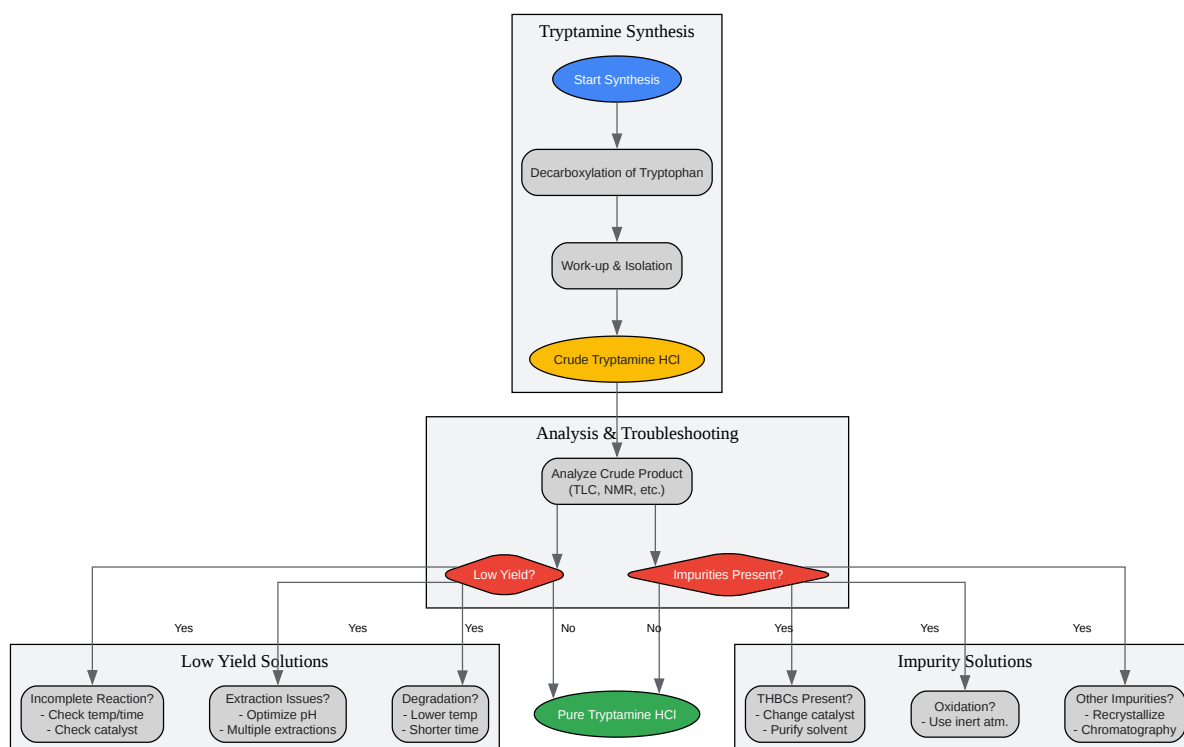 Tryptamine Synthesis
Start Synthesis
Decarboxylation of Tryptophan
Work-up & Isolation
Crude Tryptamine HCl
Analysis & Troubleshooting
Analyze Crude Product
(TLC, NMR, etc.)
Low Yield?
Impurities Present?
Yes
Yes
Yes
No
No
Yes
Yes
Yes
Low Yield Solutions
Incomplete Reaction?
- Check temp/time
- Check catalyst
Extraction Issues?
- Optimize pH
- Multiple extractions
Degradation?
- Lower temp
- Shorter time
Pure Tryptamine HCl
Impurity Solutions
THBCs Present?
- Change catalyst
- Purify solvent
Oxidation?
- Use inert atm.
Other Impurities?
- Recrystallize
- Chromatography